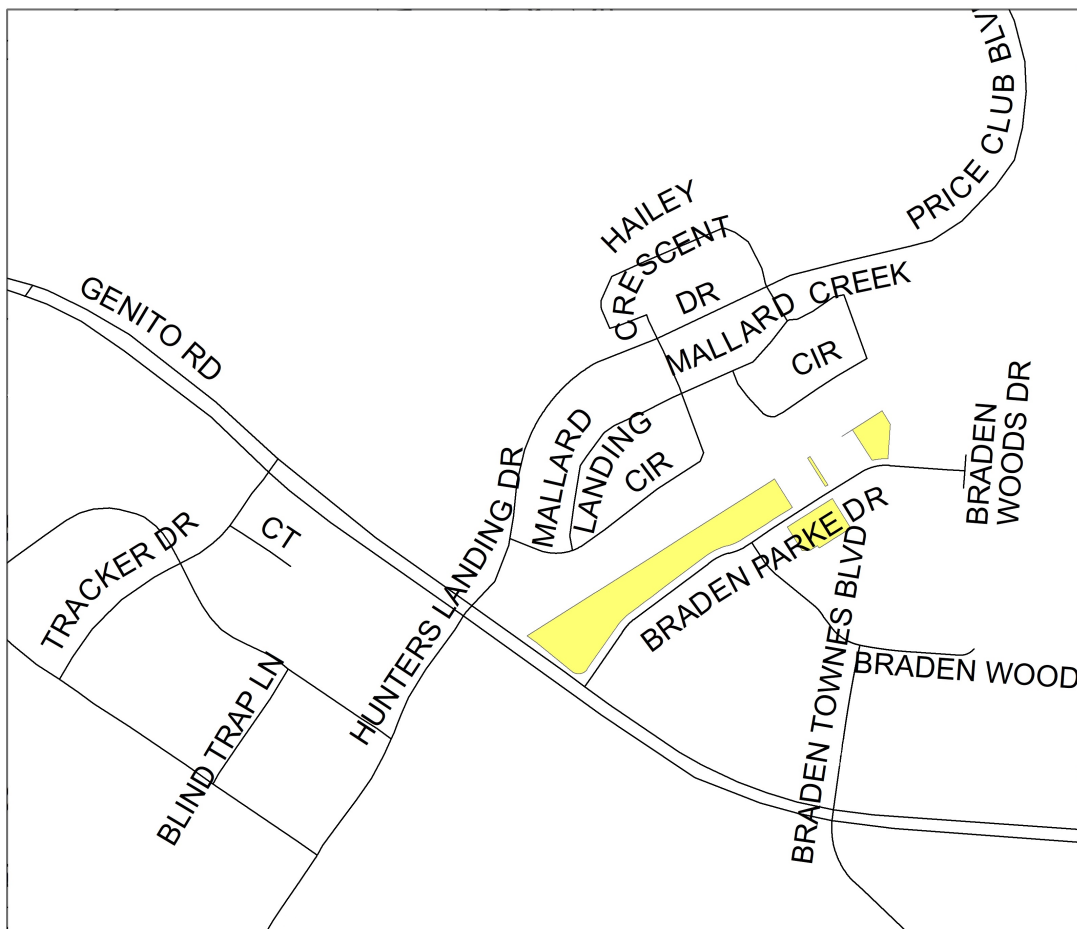 PRICE CLUB BLV
HAILEY
CRESCENT
DR
GENITO RD
MALLARD CREEK
CIR
MALLARD
LANDING
CIR
BRADEN
WOODS DR
TRACKER DR
CT
HUNTERS LANDING DR
BRADEN PARKE DR
BRADEN TOWNES BLVD
BRADEN WOOD
BLIND TRAP LN